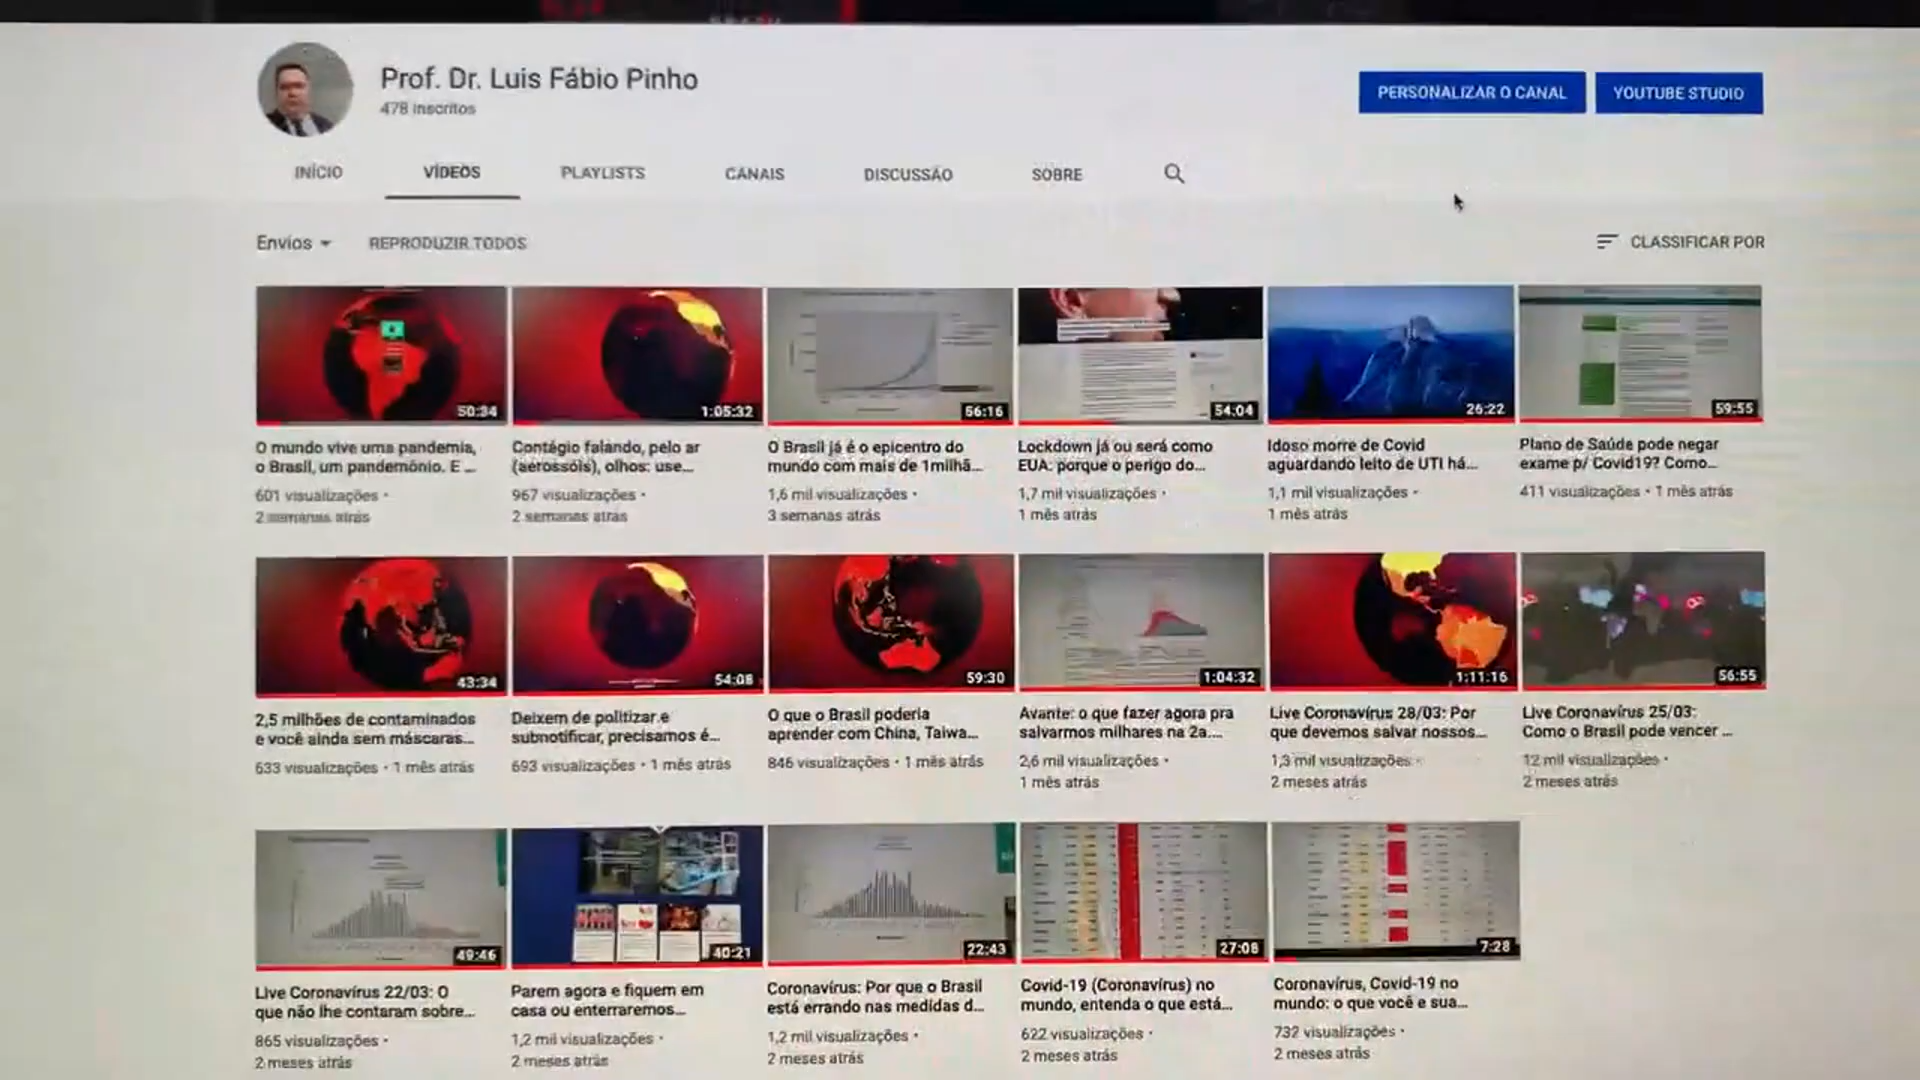 Prof. Dr. Luis Fábio Pinho
478 inscritos
PERSONALIZAR O CANAL
YOUTUBE STUDIO
INÍCIO
VÍDEOS
PLAYLISTS
CANAIS
DISCUSSÃO
SOBRE
Envios
REPRODUZIR TODOS
CLASSIFICAR POR
50:34
1:05:32
56:16
54:04
26:22
59:55
O mundo vive uma pandemia,
o Brasil, um pandemônio. E ...
601 visualizações •
2 semanas atrás
Contágio falando, pelo ar
(aerossóis), olhos: use...
967 visualizações •
2 semanas atrás
O Brasil já é o epicentro do
mundo com mais de 1milhã...
1,6 mil visualizações •
3 semanas atrás
Lockdown já ou será como
EUA: porque o perigo do...
1,7 mil visualizações •
1 mês atrás
Idoso morre de Covid
aguardando leito de UTI há...
1,1 mil visualizações •
1 mês atrás
Plano de Saúde pode negar
exame p/ Covid19? Como...
411 visualizações • 1 mês atrás
43:34
54:08
59:30
1:04:32
1:11:16
56:55
2,5 milhões de contaminados
e você ainda sem máscaras...
633 visualizações • 1 mês atrás
Deixem de politizar e
subnotificar, precisamos é...
693 visualizações • 1 mês atrás
O que o Brasil poderia
aprender com China, Taiwa...
846 visualizações • 1 mês atrás
Avante: o que fazer agora pra
salvarmos milhares na 2a....
2,6 mil visualizações •
1 mês atrás
Live Coronavírus 28/03: Por
que devemos salvar nossos...
1,3 mil visualizações •
2 meses atrás
Live Coronavírus 25/03:
Como o Brasil pode vencer ...
12 mil visualizações •
2 meses atrás
49:46
40:21
22:43
27:08
7:28
Live Coronavírus 22/03: O
que não lhe contaram sobre...
865 visualizações •
2 meses atrás
Parem agora e fiquem em
casa ou enterraremos...
1,2 mil visualizações •
2 meses atrás
Coronavírus: Por que o Brasil
está errando nas medidas d...
1,2 mil visualizações •
2 meses atrás
Covid-19 (Coronavírus) no
mundo, entenda o que está...
622 visualizações •
2 meses atrás
Coronavírus, Covid-19 no
mundo: o que você e sua...
732 visualizações •
2 meses atrás